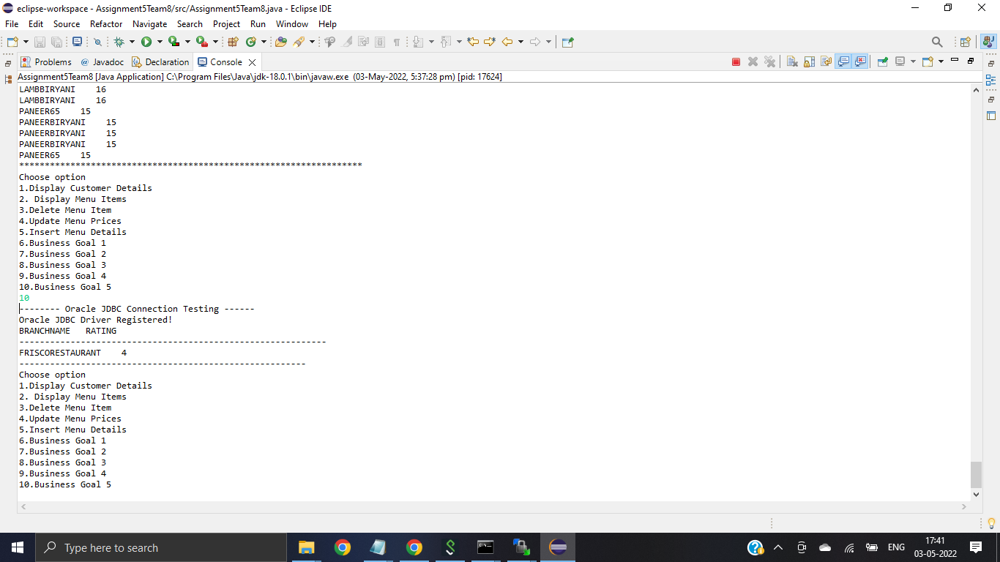 eclipse-workspace - Assignment5Team8/src/Assignment5Team8.java - Eclipse IDE
File Edit Source Refactor Navigate Search Project Run Window Help
Problems @ Javadoc Declaration Console
Assignment5Team8 [Java Application] C:\Program Files\Java\jdk-18.0.1\bin\javaw.exe (03-May-2022, 5:37:28 pm) [pid: 17624]
LAMBBIRYANI    16
LAMBBIRYANI    16
PANEER65    15
PANEERBIRYANI    15
PANEERBIRYANI    15
PANEERBIRYANI    15
PANEER65    15
*******************************************************************
Choose option
1.Display Customer Details
2. Display Menu Items
3.Delete Menu Item
4.Update Menu Prices
5.Insert Menu Details
6.Business Goal 1
7.Business Goal 2
8.Business Goal 3
9.Business Goal 4
10.Business Goal 5
10
-------- Oracle JDBC Connection Testing ------
Oracle JDBC Driver Registered!
BRANCHNAME   RATING
------------------------------------------------------------
FRISCORESTAURANT    4
--------------------------------------------------------
Choose option
1.Display Customer Details
2. Display Menu Items
3.Delete Menu Item
4.Update Menu Prices
5.Insert Menu Details
6.Business Goal 1
7.Business Goal 2
8.Business Goal 3
9.Business Goal 4
10.Business Goal 5
Type here to search
ENG
17:41
03-05-2022